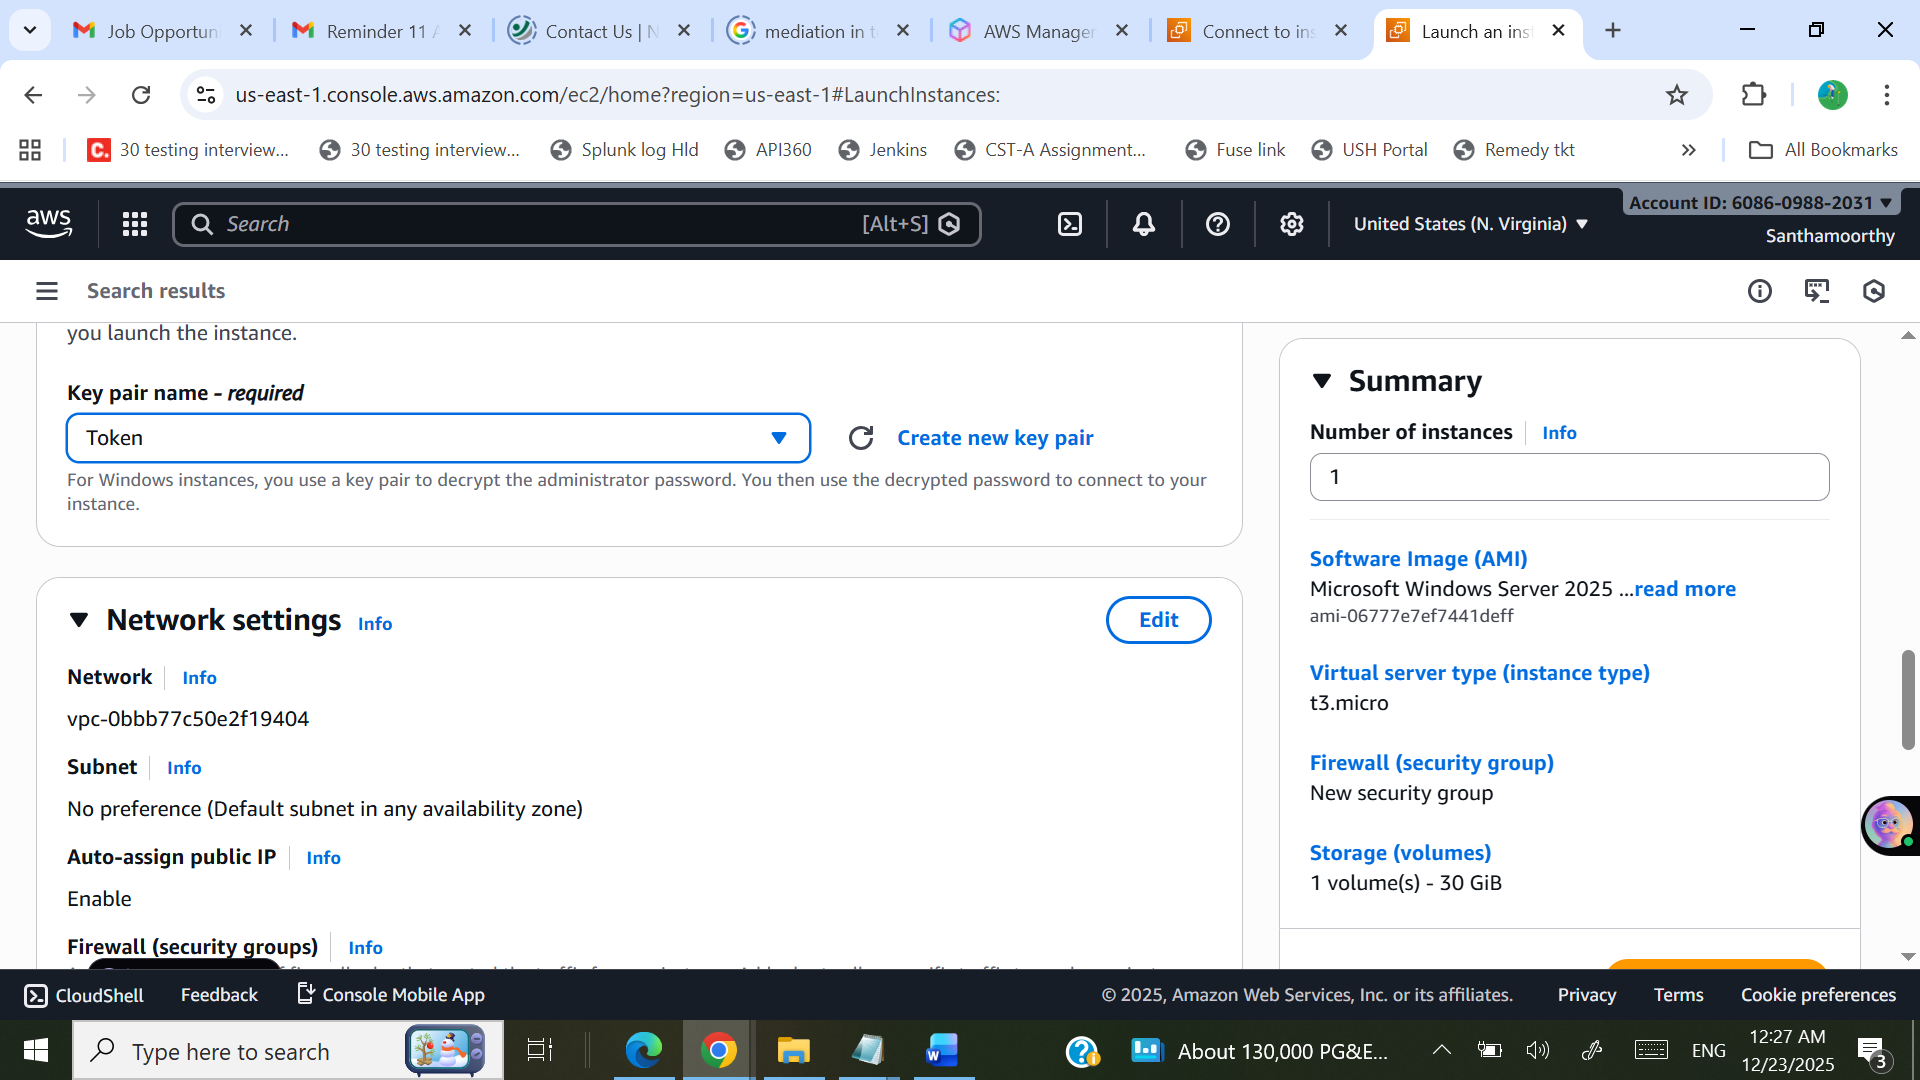 Job Opportun
Reminder 11 A
Contact Us | N
mediation in t
AWS Manager
Connect to ins
Launch an inst
us-east-1.console.aws.amazon.com/ec2/home?region=us-east-1#LaunchInstances:
30 testing interview...
30 testing interview...
Splunk log Hld
API360
Jenkins
CST-A Assignment...
Fuse link
USH Portal
Remedy tkt
All Bookmarks
aws
Search
[Alt+S]
United States (N. Virginia)
Account ID: 6086-0988-2031
Santhamoorthy
Search results
you launch the instance.
Key pair name - required
Token
Create new key pair
For Windows instances, you use a key pair to decrypt the administrator password. You then use the decrypted password to connect to your
instance.
Network settings Info
Edit
Network Info
vpc-0bbb77c50e2f19404
Subnet Info
No preference (Default subnet in any availability zone)
Auto-assign public IP Info
Enable
Firewall (security groups) Info
Summary
Number of instances Info
1
Software Image (AMI)
Microsoft Windows Server 2025 ...read more
ami-06777e7ef7441deff
Virtual server type (instance type)
t3.micro
Firewall (security group)
New security group
Storage (volumes)
1 volume(s) - 30 GiB
CloudShell
Feedback
Console Mobile App
© 2025, Amazon Web Services, Inc. or its affiliates.
Privacy
Terms
Cookie preferences
Type here to search
About 130,000 PG&E...
ENG
12:27 AM
12/23/2025
3